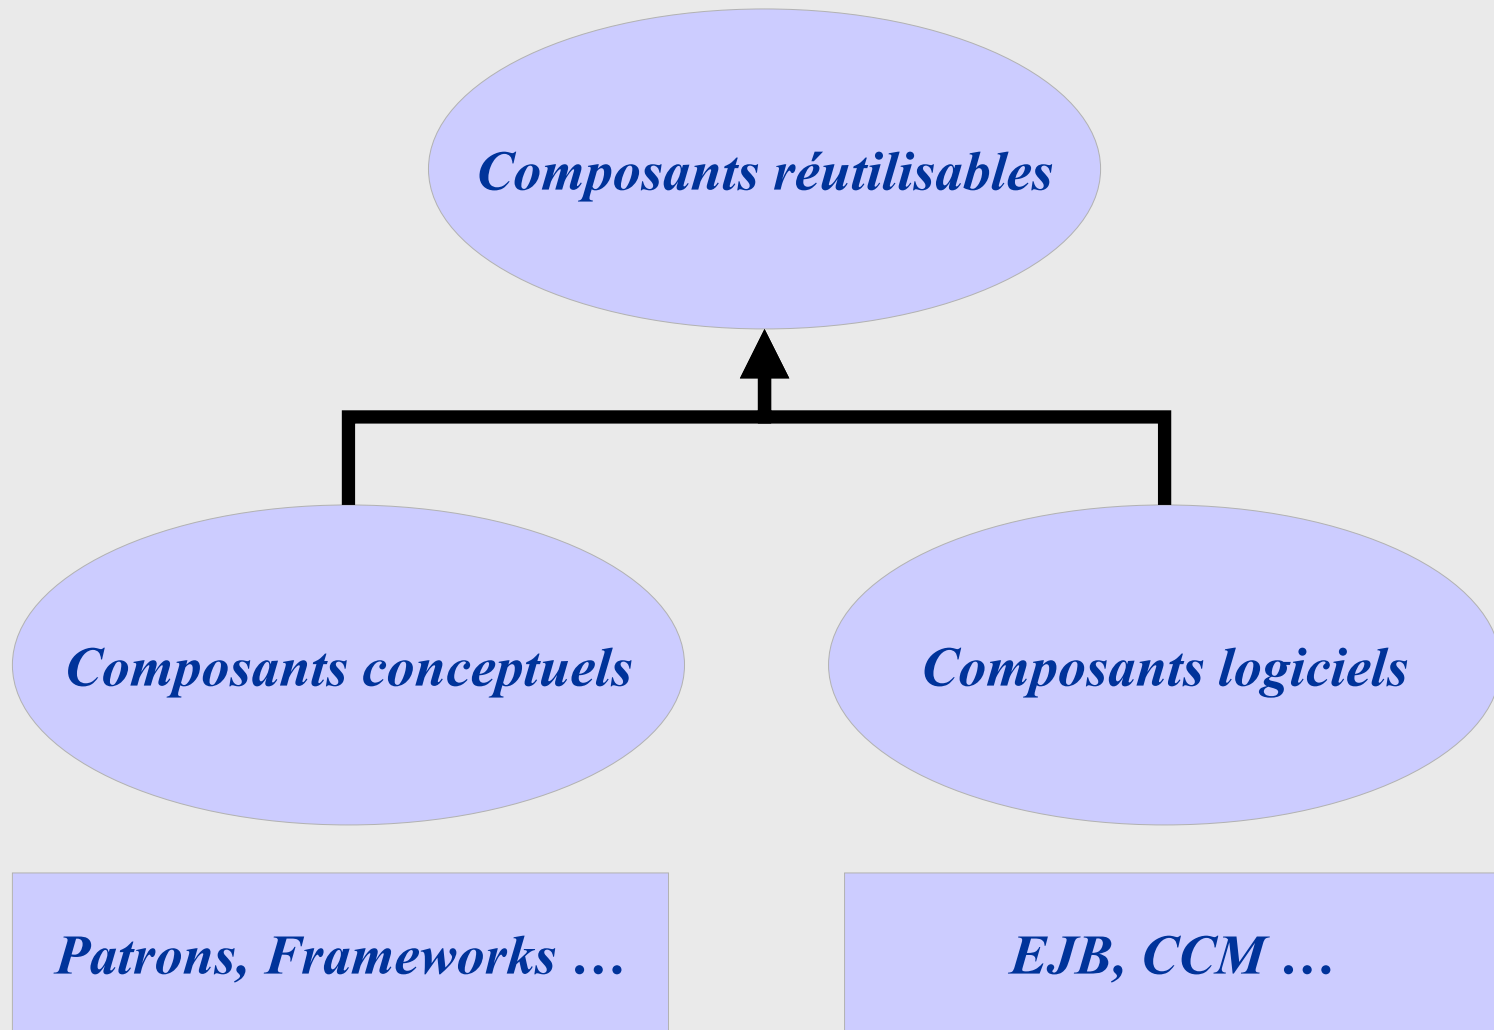 Composants réutilisables
Composants conceptuels
Composants logiciels
Patrons, Frameworks …
EJB, CCM …